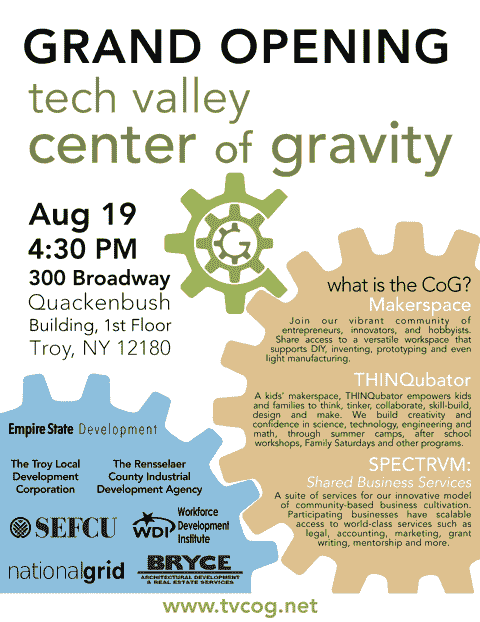 GRAND OPENING
tech valley
center of gravity
Aug 19
4:30 PM
300 Broadway
Quackenbush
Building, 1st Floor
Troy, NY 12180
what is the CoG?
Makerspace
Join our vibrant community of
entrepreneurs, innovators, and hobbyists.
Share access to a versatile workspace that
supports DIY, inventing, prototyping and even
light manufacturing.
THINQubator
A kids' makerspace, THINQubator empowers kids
and families to think, tinker, collaborate, skill-build,
design and make. We build creativity and
confidence in science, technology, engineering and
math, through summer camps, after school
workshops, Family Saturdays and other programs.
SPECTRVM:
Shared Business Services
A suite of services for our innovative model
of community-based business cultivation.
Participating businesses have scalable
access to world-class services such as
legal, accounting, marketing, grant
writing, mentorship and more.
Empire State Development
The Troy Local
Development
Corporation
The Rensselaer
County Industrial
Development Agency
SEFCU
WDI
Workforce
Development
Institute
nationalgrid
BRYCE
ARCHITECTURAL DEVELOPMENT
& REAL ESTATE SERVICES
www.tvcog.net